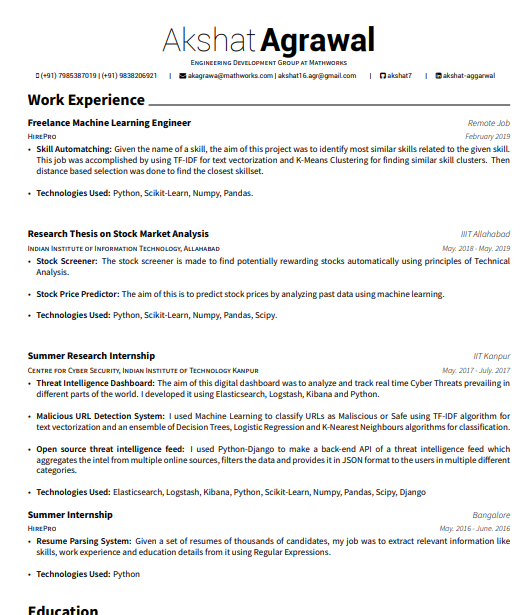 Akshat Agrawal
Engineering Development Group at Mathworks
(+91) 7985387019 | (+91) 9838206921 | akagrawa@mathworks.com | akshat16.agr@gmail.com | akshat7 | akshat-aggarwal
Work Experience
Freelance Machine Learning Engineer Remote Job
HirePro February 2019
• Skill Automatching: Given the name of a skill, the aim of this project was to identify most similar skills related to the given skill.
This job was accomplished by using TF-IDF for text vectorization and K-Means Clustering for finding similar skill clusters. Then
distance based selection was done to find the closest skillset.
• Technologies Used: Python, Scikit-Learn, Numpy, Pandas.
Research Thesis on Stock Market Analysis IIIT Allahabad
Indian Institute of Information Technology, Allahabad May. 2018 - May. 2019
• Stock Screener: The stock screener is made to find potentially rewarding stocks automatically using principles of Technical
Analysis.
• Stock Price Predictor: The aim of this is to predict stock prices by analyzing past data using machine learning.
• Technologies Used: Python, Scikit-Learn, Numpy, Pandas, Scipy.
Summer Research Internship IIT Kanpur
Centre for Cyber Security, Indian Institute of Technology Kanpur May. 2017 - July. 2017
• Threat Intelligence Dashboard: The aim of this digital dashboard was to analyze and track real time Cyber Threats prevailing in
different parts of the world. I developed it using Elasticsearch, Logstash, Kibana and Python.
• Malicious URL Detection System: I used Machine Learning to classify URLs as Maliscious or Safe using TF-IDF algorithm for
text vectorization and an ensemble of Decision Trees, Logistic Regression and K-Nearest Neighbours algorithms for classification.
• Open source threat intelligence feed: I used Python-Django to make a back-end API of a threat intelligence feed which
aggregates the intel from multiple online sources, filters the data and provides it in JSON format to the users in multiple different
categories.
• Technologies Used: Elasticsearch, Logstash, Kibana, Python, Scikit-Learn, Numpy, Pandas, Scipy, Django
Summer Internship Bangalore
HirePro May. 2016 - June. 2016
• Resume Parsing System: Given a set of resumes of thousands of candidates, my job was to extract relevant information like
skills, work experience and education details from it using Regular Expressions.
• Technologies Used: Python
Education